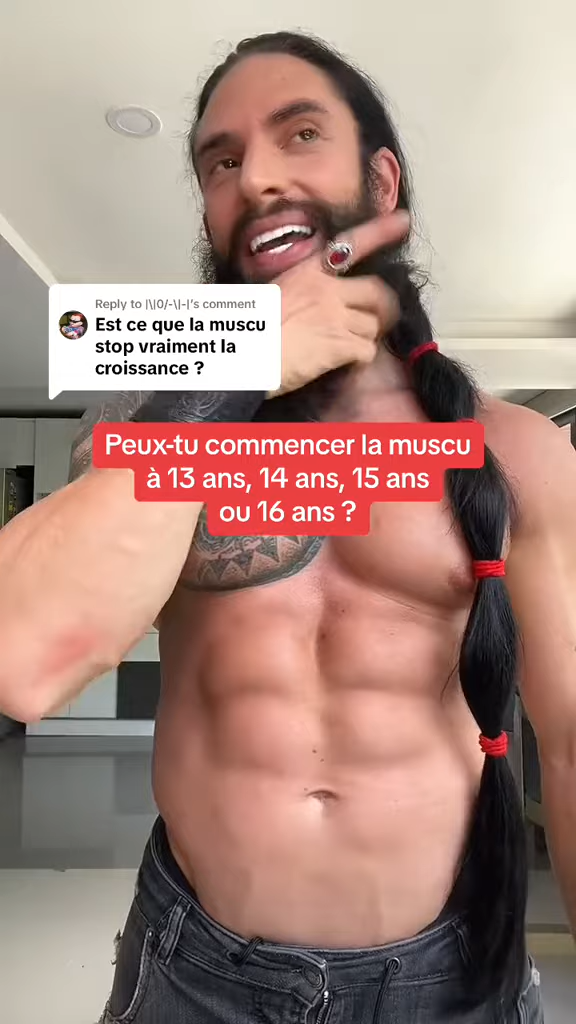 Reply to |\|0/-\|-|'s comment
Est ce que la muscu
stop vraiment la
croissance ?
Peux-tu commencer la muscu
à 13 ans, 14 ans, 15 ans
ou 16 ans ?